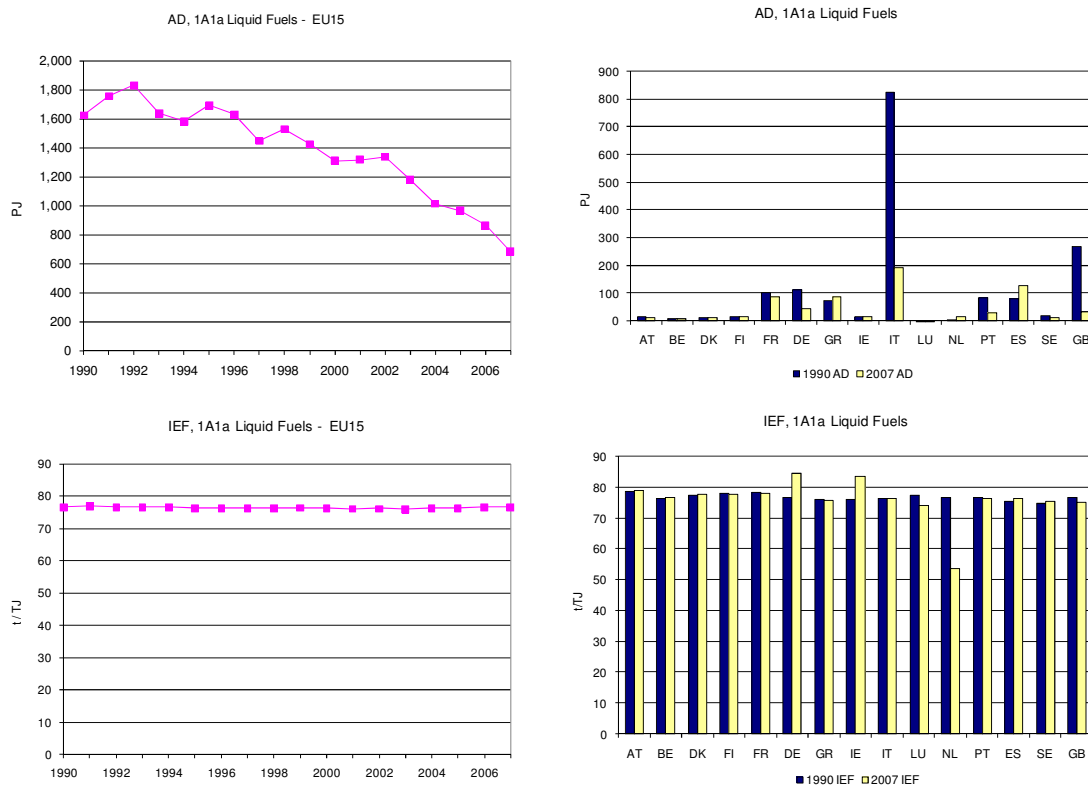 AD, 1A1a Liquid Fuels - EU15
2,000
1,800
1,600
1,400
1,200
1,000
800
600
400
200
0
PJ
1990 1992 1994 1996 1998 2000 2002 2004 2006
AD, 1A1a Liquid Fuels
900
800
700
600
500
400
300
200
100
0
PJ
AT BE DK FI FR DE GR IE IT LU NL PT ES SE GB
1990 AD 2007 AD
IEF, 1A1a Liquid Fuels - EU15
90
80
70
60
50
40
30
20
10
0
t / TJ
1990 1992 1994 1996 1998 2000 2002 2004 2006
IEF, 1A1a Liquid Fuels
90
80
70
60
50
40
30
20
10
0
t/TJ
AT BE DK FI FR DE GR IE IT LU NL PT ES SE GB
1990 IEF 2007 IEF